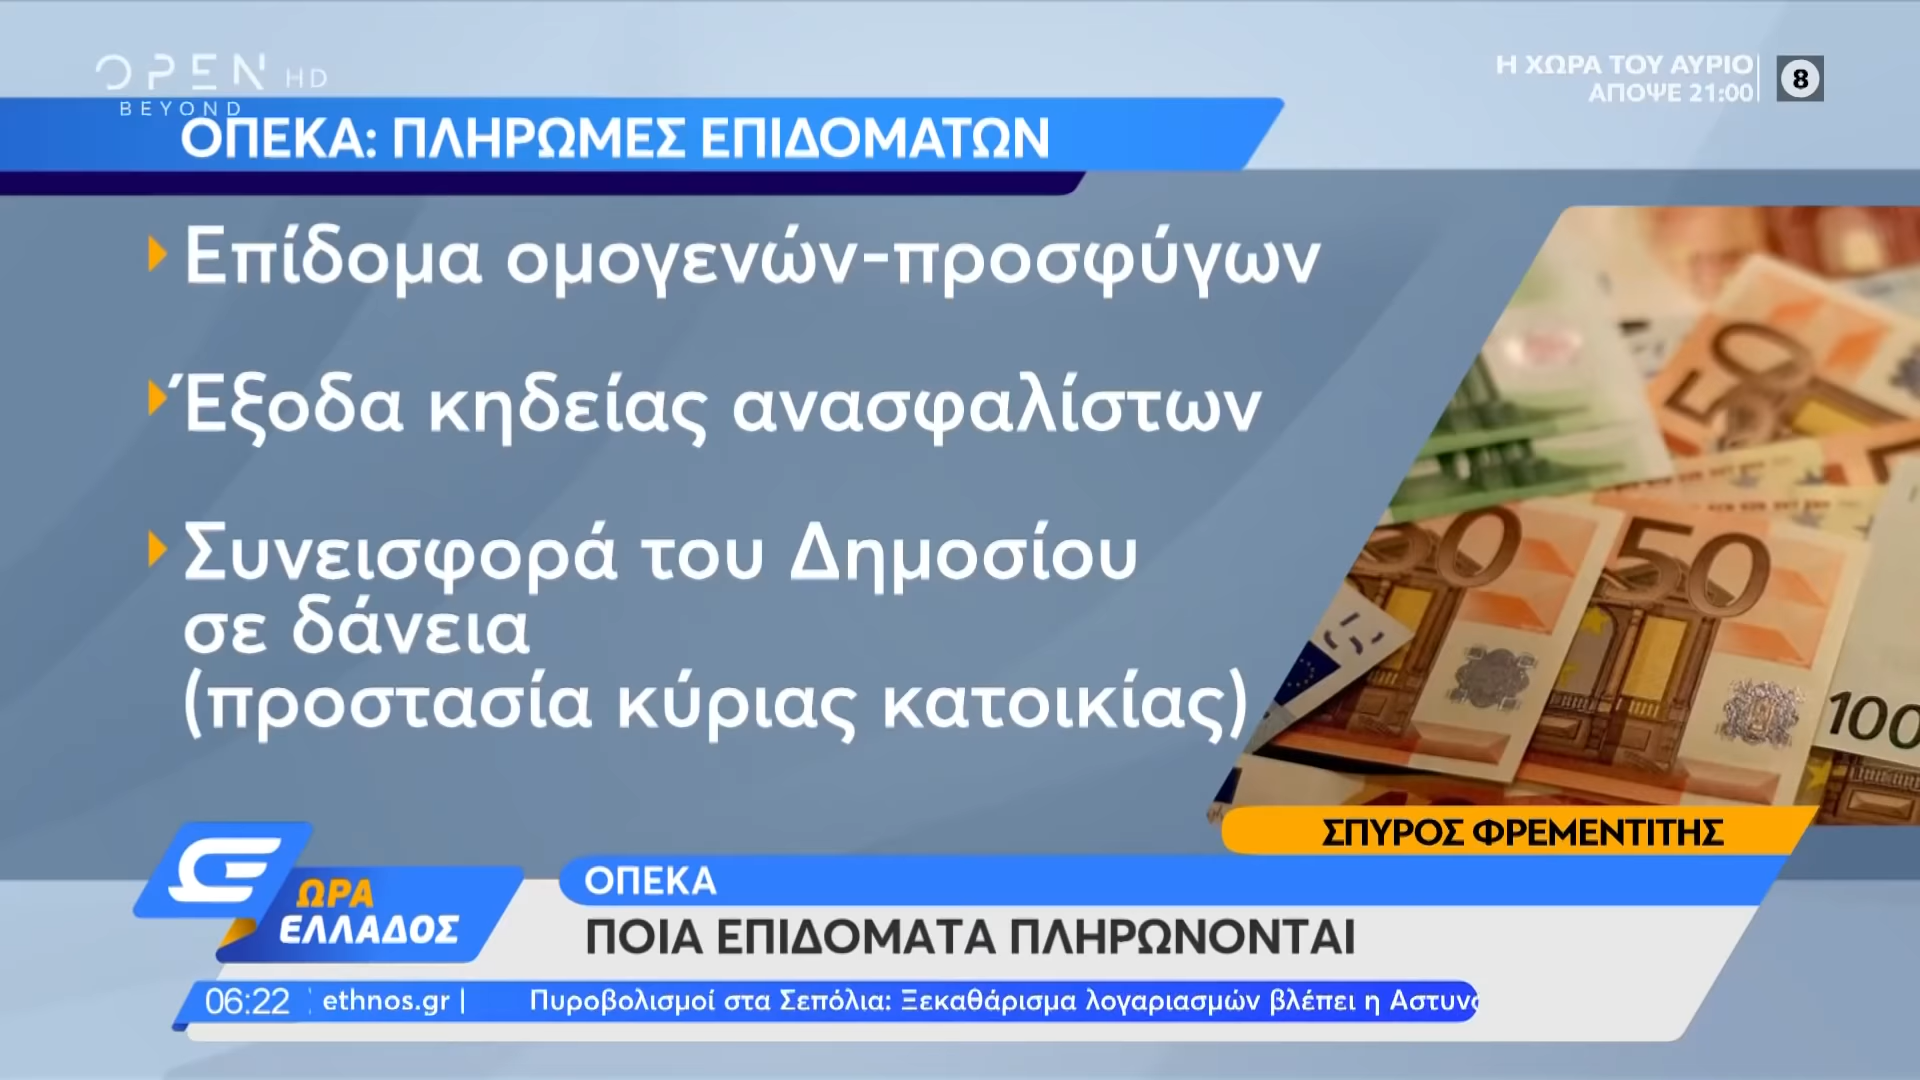 OPEN HD
BEYOND
Η ΧΩΡΑ ΤΟΥ ΑΥΡΙΟ
ΑΠΟΨΕ 21:00
8
ΟΠΕΚΑ: ΠΛΗΡΩΜΕΣ ΕΠΙΔΟΜΑΤΩΝ
Επίδομα ομογενών-προσφύγων
Έξοδα κηδείας ανασφαλίστων
Συνεισφορά του Δημοσίου
σε δάνεια
(προστασία κύριας κατοικίας)
50
50
50
100
ΣΠΥΡΟΣ ΦΡΕΜΕΝΤΙΤΗΣ
ΩΡΑ
ΕΛΛΑΔΟΣ
ΟΠΕΚΑ
ΠΟΙΑ ΕΠΙΔΟΜΑΤΑ ΠΛΗΡΩΝΟΝΤΑΙ
06:22 ethnos.gr | Πυροβολισμοί στα Σεπόλια: Ξεκαθάρισμα λογαριασμών βλέπει η Αστυνο